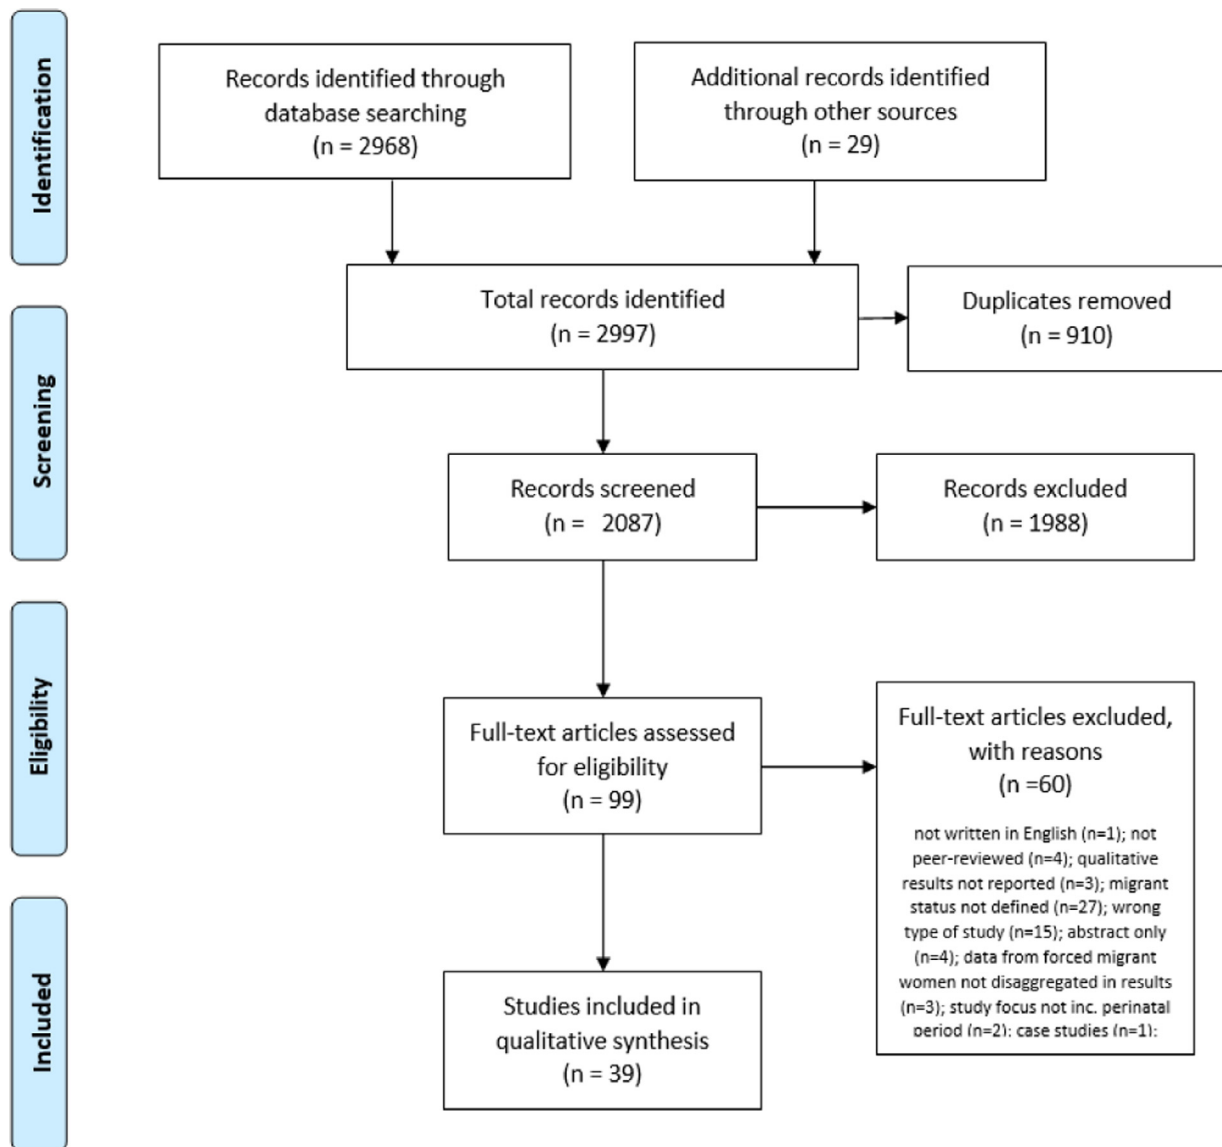 Identification
Records identified through
database searching
(n = 2968)
Additional records identified
through other sources
(n = 29)
Total records identified
(n = 2997)
Duplicates removed
(n = 910)
Screening
Records screened
(n =   2087)
Records excluded
(n = 1988)
Eligibility
Full-text articles assessed
for eligibility
(n = 99)
Full-text articles excluded,
with reasons
(n =60)
not written in English (n=1); not
peer-reviewed (n=4); qualitative
results not reported (n=3); migrant
status not defined (n=27); wrong
type of study (n=15); abstract only
(n=4); data from forced migrant
women not disaggregated in results
(n=3); study focus not inc. perinatal
period (n=2); case studies (n=1);
Included
Studies included in
qualitative synthesis
(n = 39)